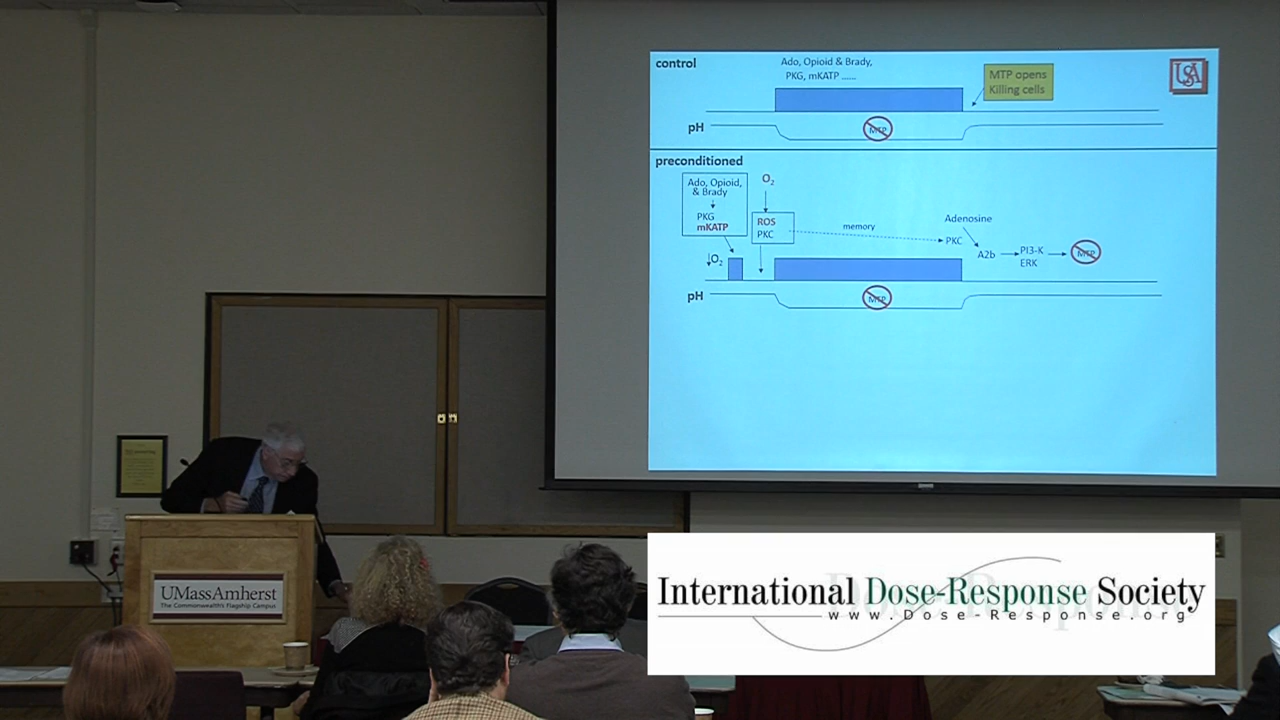 control
Ado, Opioid & Brady,
PKG, mKATP ......
MTP opens
Killing cells
USA
pH
MTP
preconditioned
Ado, Opioid,
& Brady
PKG
mKATP
O₂
ROS
PKC
memory
Adenosine
PKC
A2b
PI3-K
ERK
MTP
↓O₂
pH
MTP
UMassAmherst
The Commonwealth's Flagship Campus
International Dose-Response Society
www.Dose-Response.org